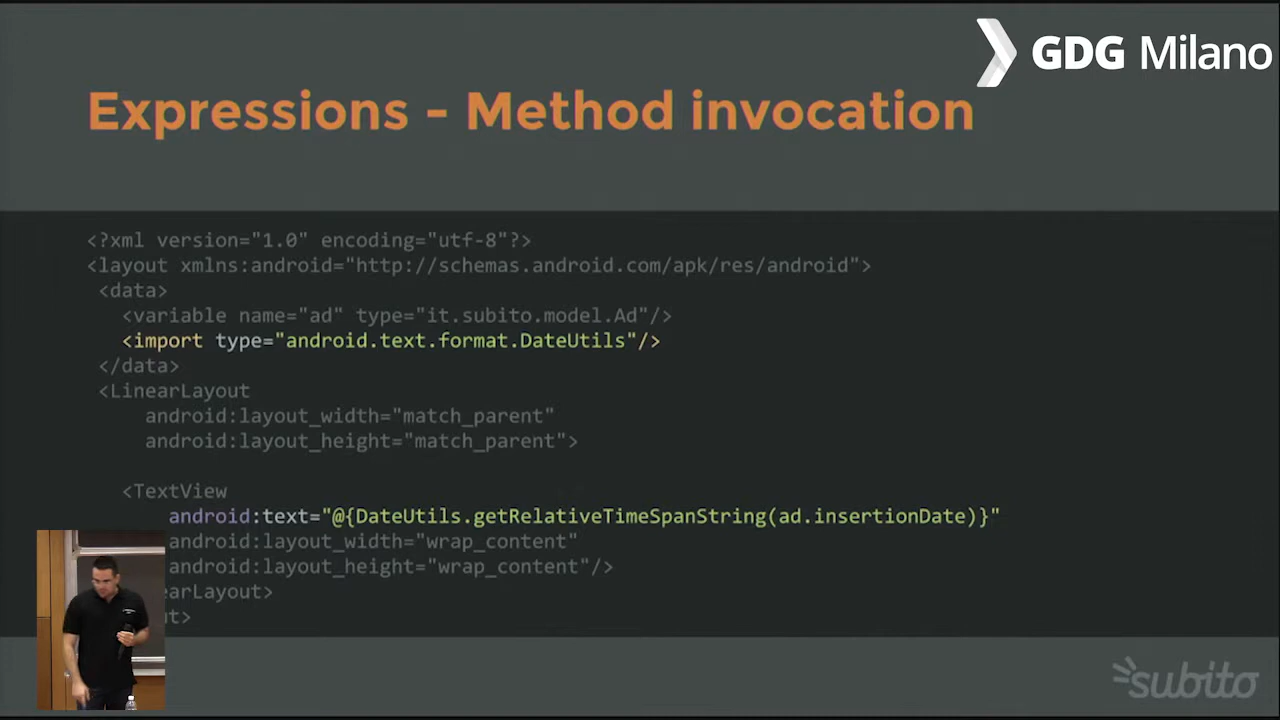 GDG Milano
Expressions - Method invocation
<?xml version="1.0" encoding="utf-8"?>
<layout xmlns:android="http://schemas.android.com/apk/res/android">
<data>
<variable name="ad" type="it.subito.model.Ad"/>
<import type="android.text.format.DateUtils"/>
</data>
<LinearLayout
android:layout_width="match_parent"
android:layout_height="match_parent">
<TextView
android:text="@{DateUtils.getRelativeTimeSpanString(ad.insertionDate)}"
android:layout_width="wrap_content"
android:layout_height="wrap_content"/>
earLayout>
t>
subito